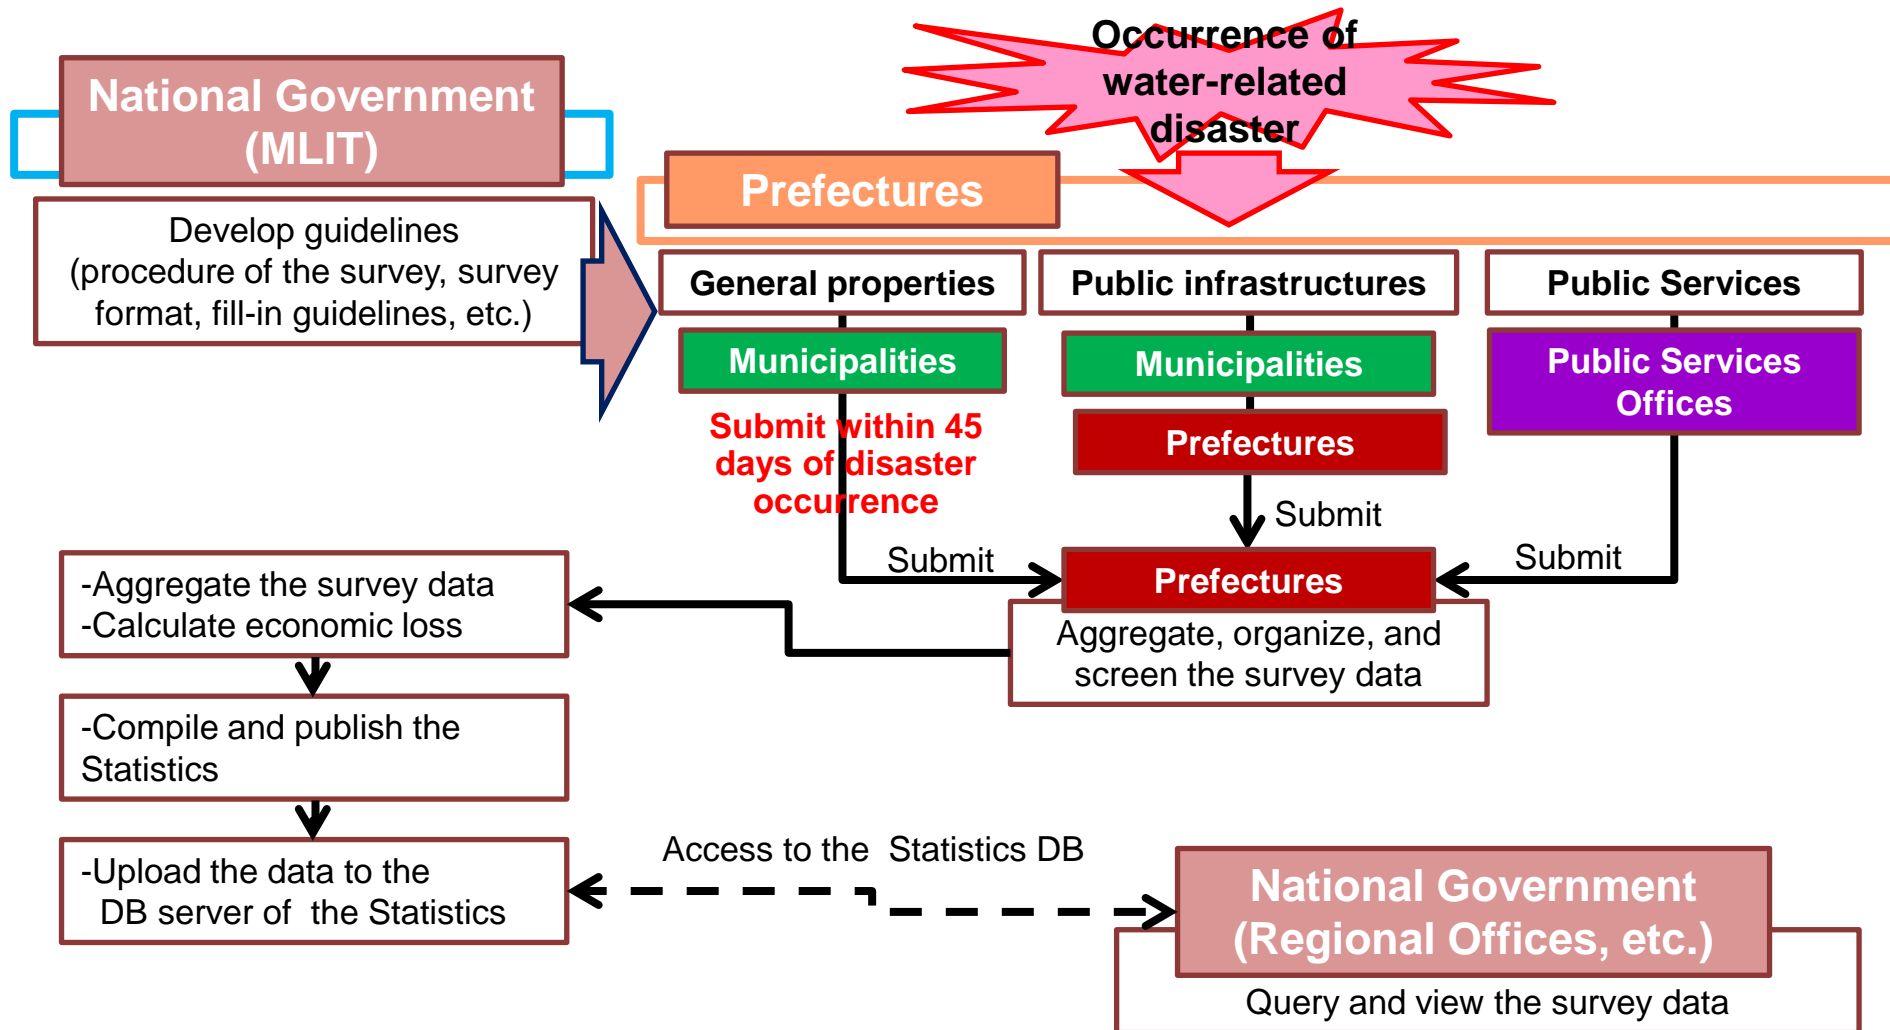 Occurrence of
water-related
disaster
National Government
(MLIT)
Prefectures
Develop guidelines
(procedure of the survey, survey
format, fill-in guidelines, etc.)
General properties
Public infrastructures
Public Services
Municipalities
Municipalities
Public Services
Offices
Submit within 45
days of disaster
occurrence
Prefectures
Submit
Submit
Submit
Prefectures
Aggregate, organize, and
screen the survey data
-Aggregate the survey data
-Calculate economic loss
-Compile and publish the
Statistics
-Upload the data to the
DB server of the Statistics
Access to the Statistics DB
National Government
(Regional Offices, etc.)
Query and view the survey data